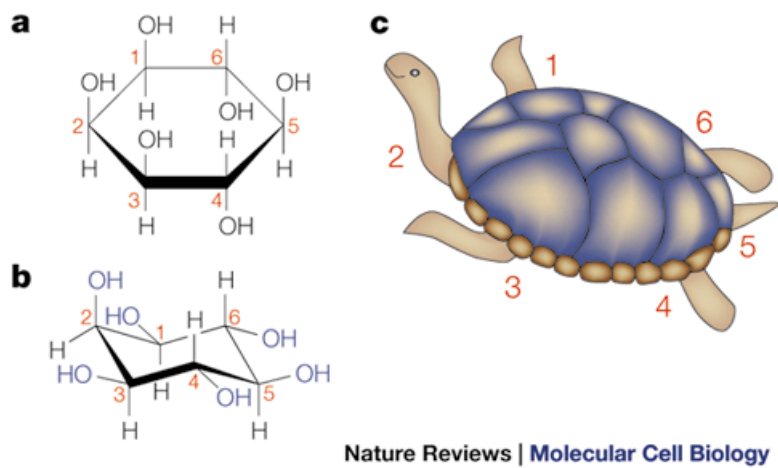 a
OH H
1 6
OH OH
H OH
2 5
H OH H H
3 4
H OH
b
OH H
HO H
2 1 6
H OH
HO OH
3 H 4 OH 5
H H
c
1
6
2
5
3
4
Nature Reviews | Molecular Cell Biology